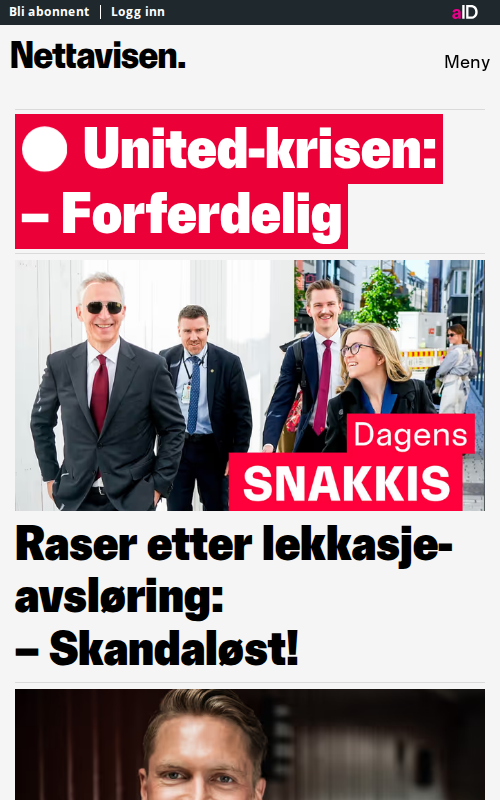 Bli abonnent | Logg inn
aID
Nettavisen.
Meny
United-krisen:
– Forferdelig
Dagens
SNAKKIS
Raser etter lekkasje-
avsløring:
– Skandaløst!